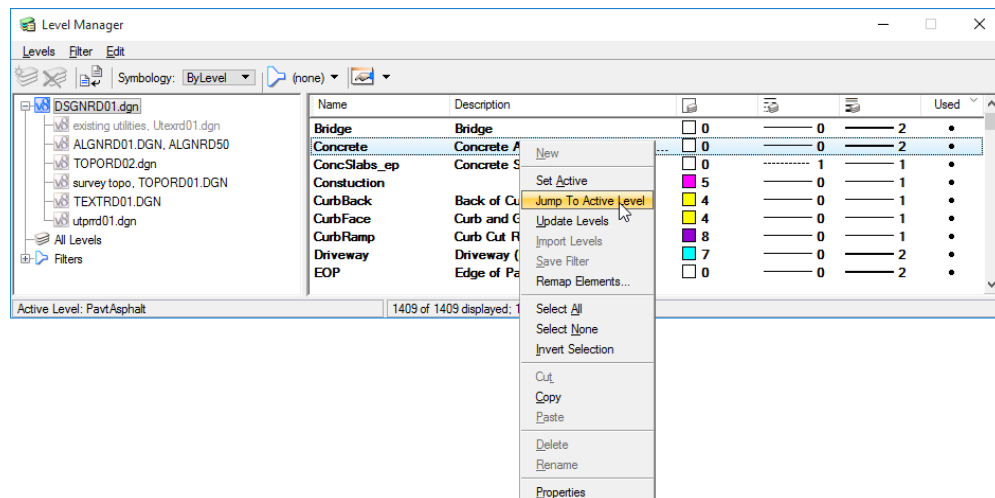 Level Manager
Levels Filter Edit
Symbology: ByLevel (none)
DSGNRD01.dgn
existing utilities, Utexrd01.dgn
ALGNRD01.DGN, ALGNRD50
TOPORD02.dgn
survey topo, TOPORD01.DGN
TEXTRD01.DGN
utprrd01.dgn
All Levels
Filters
Name Description Used
Bridge Bridge 0 0 2
Concrete Concrete A ... 0 0 2
ConcSlabs_ep Concrete S 0 1 1
Constuction 5 0 1
CurbBack Back of Cu 4 0 1
CurbFace Curb and G 4 0 1
CurbRamp Curb Cut R 8 0 1
Driveway Driveway ( 7 0 2
EOP Edge of Pa 0 0 2
New
Set Active
Jump To Active Level
Update Levels
Import Levels
Save Filter
Remap Elements...
Select All
Select None
Invert Selection
Cut
Copy
Paste
Delete
Rename
Properties
Active Level: PavtAsphalt
1409 of 1409 displayed; 1